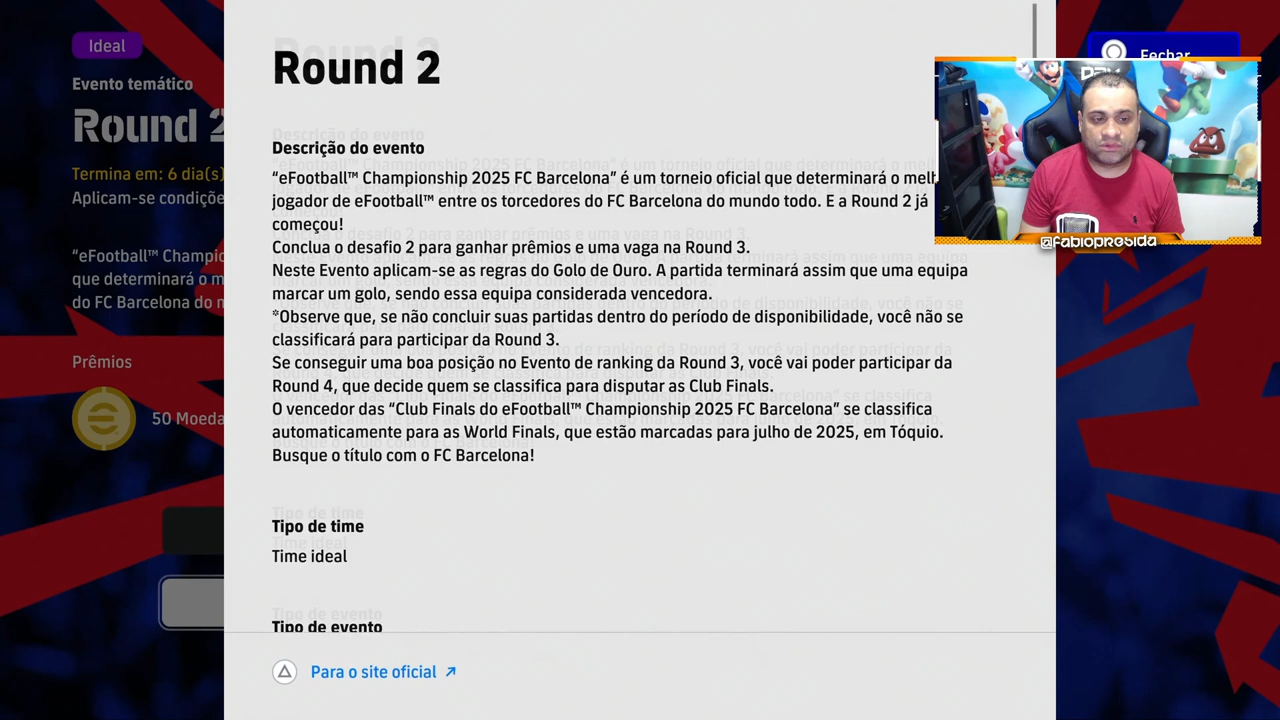 Ideal
Evento temático
Round 2
Termina em: 6 dia(s)
Aplicam-se
“eFootball™
que determinará o
do FC Barcelona do
Prêmios
50
Round 2
Descrição do evento
“eFootball™ Championship 2025 FC Barcelona” é um torneio oficial que determinará o
jogador de eFootball™ entre os torcedores do FC Barcelona do mundo todo. E a Round 2 já
começou!
Conclua o desafio 2 para ganhar prêmios e uma vaga na Round 3.
Neste Evento aplicam-se as regras do Golo de Ouro. A partida terminará assim que uma equipa
marcar um golo, sendo essa equipa considerada vencedora.
*Observe que, se não concluir suas partidas dentro do período de disponibilidade, você não se
classificará para participar da Round 3.
Se conseguir uma boa posição no Evento de ranking da Round 3, você vai poder participar da
Round 4, que decide quem se classifica para disputar as Club Finals.
O vencedor das “Club Finals do eFootball™ Championship 2025 FC Barcelona” se classifica
automaticamente para as World Finals, que estão marcadas para julho de 2025, em Tóquio.
Busque o título com o FC Barcelona!
Tipo de time
Time ideal
Tipo de evento
Para o site oficial
Fechar
@fabiopresida